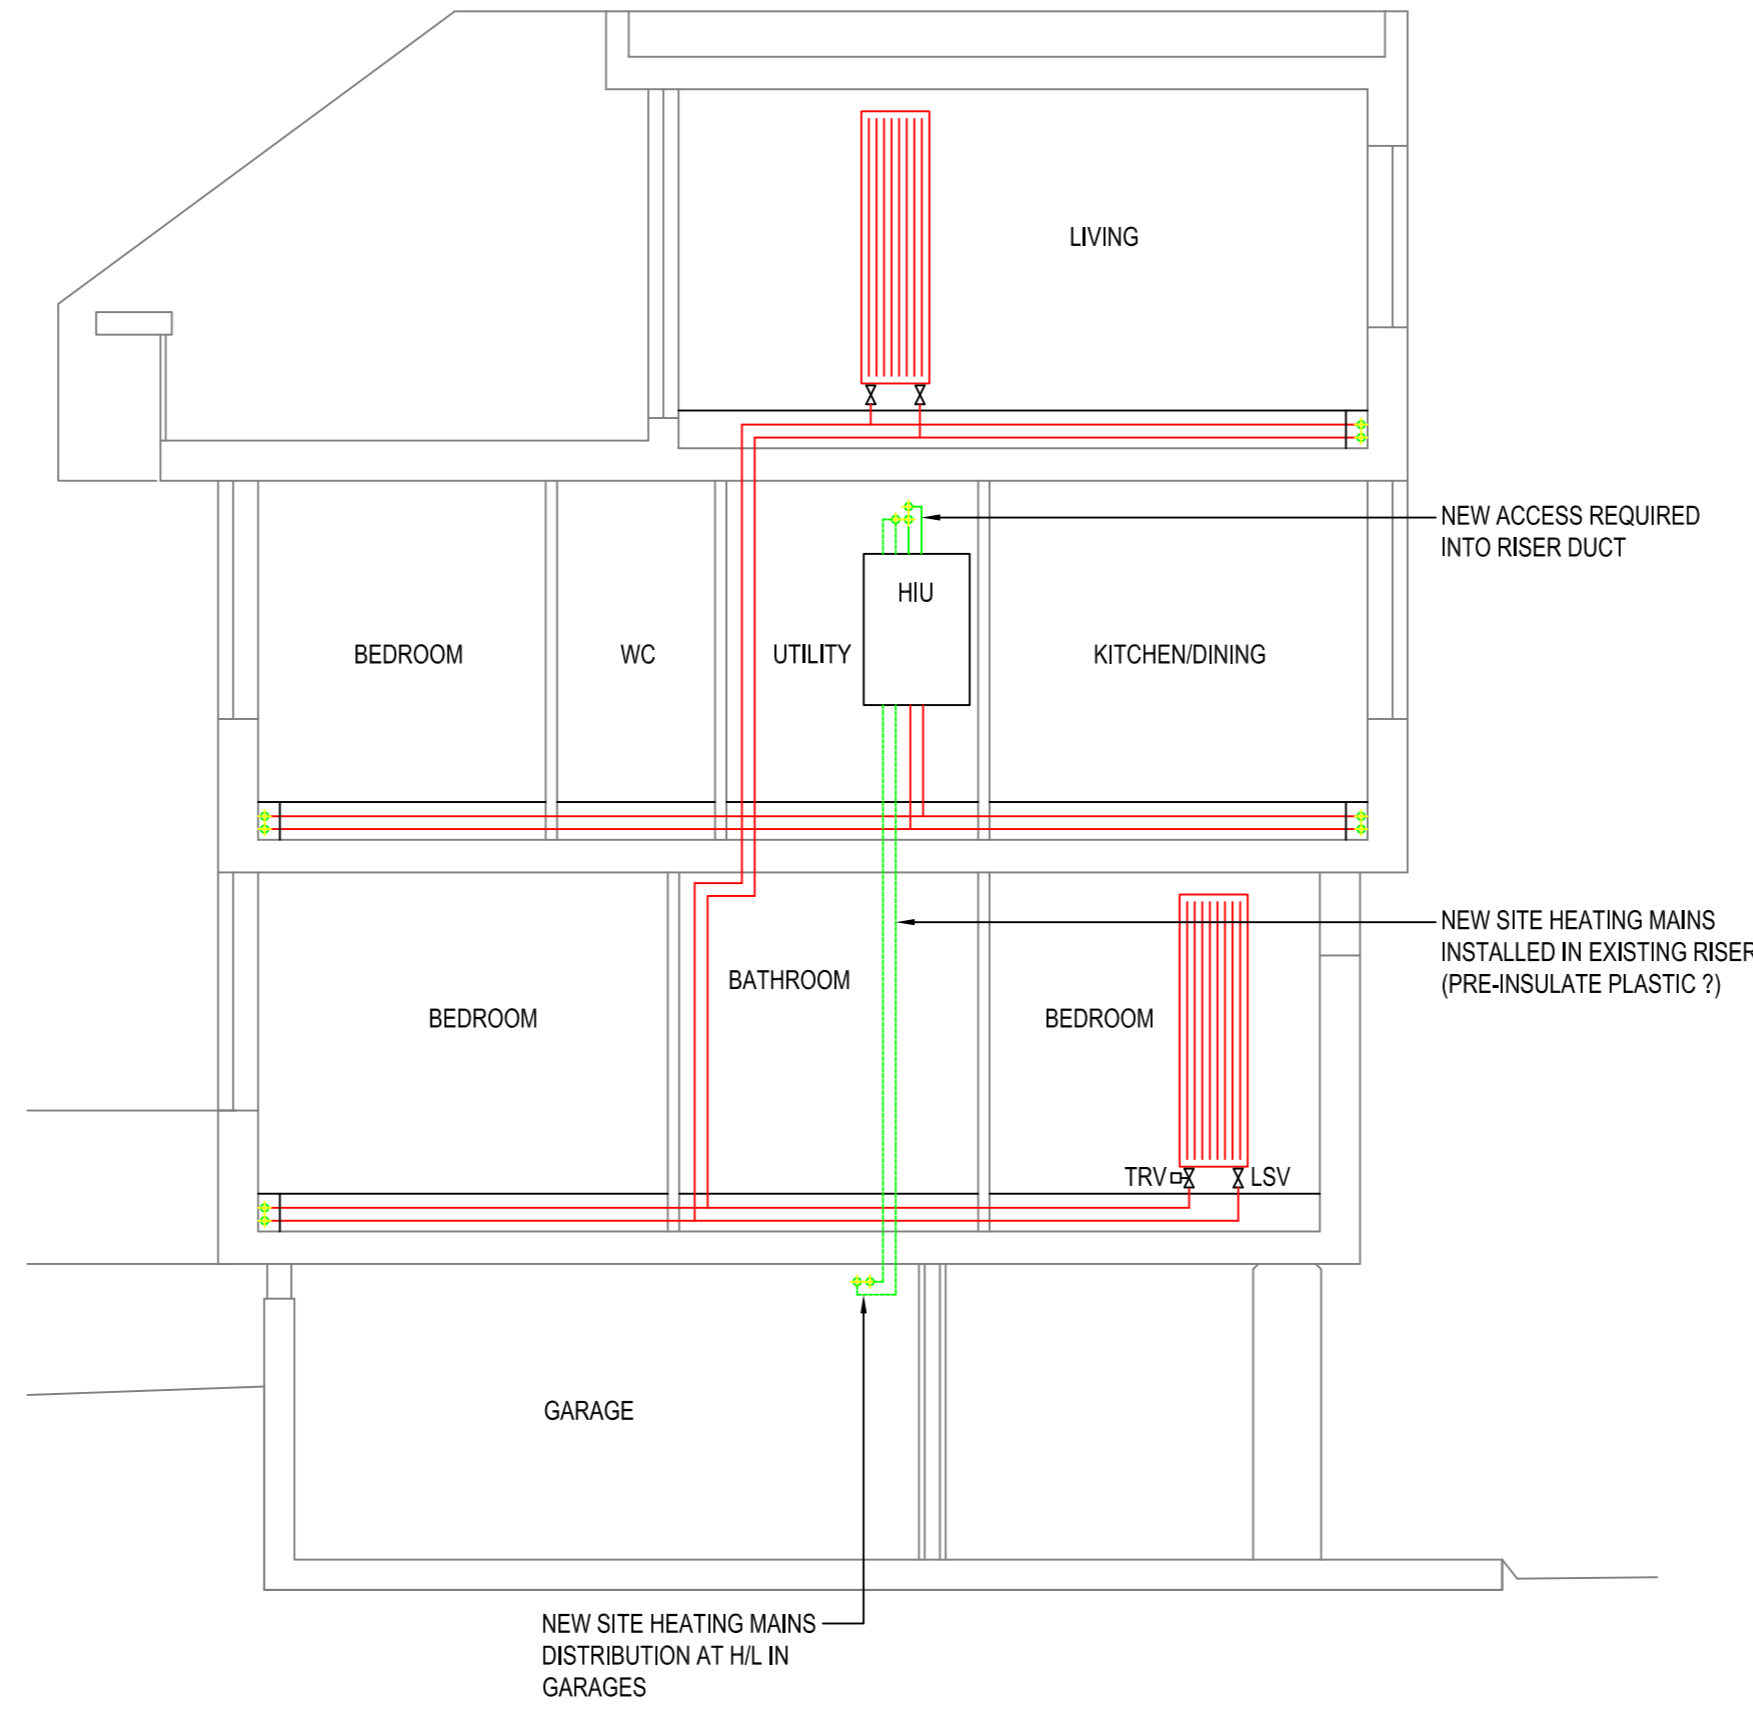 LIVING
NEW ACCESS REQUIRED
INTO RISER DUCT
HIU
BEDROOM
WC
UTILITY
KITCHEN/DINING
NEW SITE HEATING MAINS
INSTALLED IN EXISTING RISER
(PRE-INSULATE PLASTIC ?)
BATHROOM
BEDROOM
BEDROOM
TRV
LSV
GARAGE
NEW SITE HEATING MAINS
DISTRIBUTION AT H/L IN
GARAGES